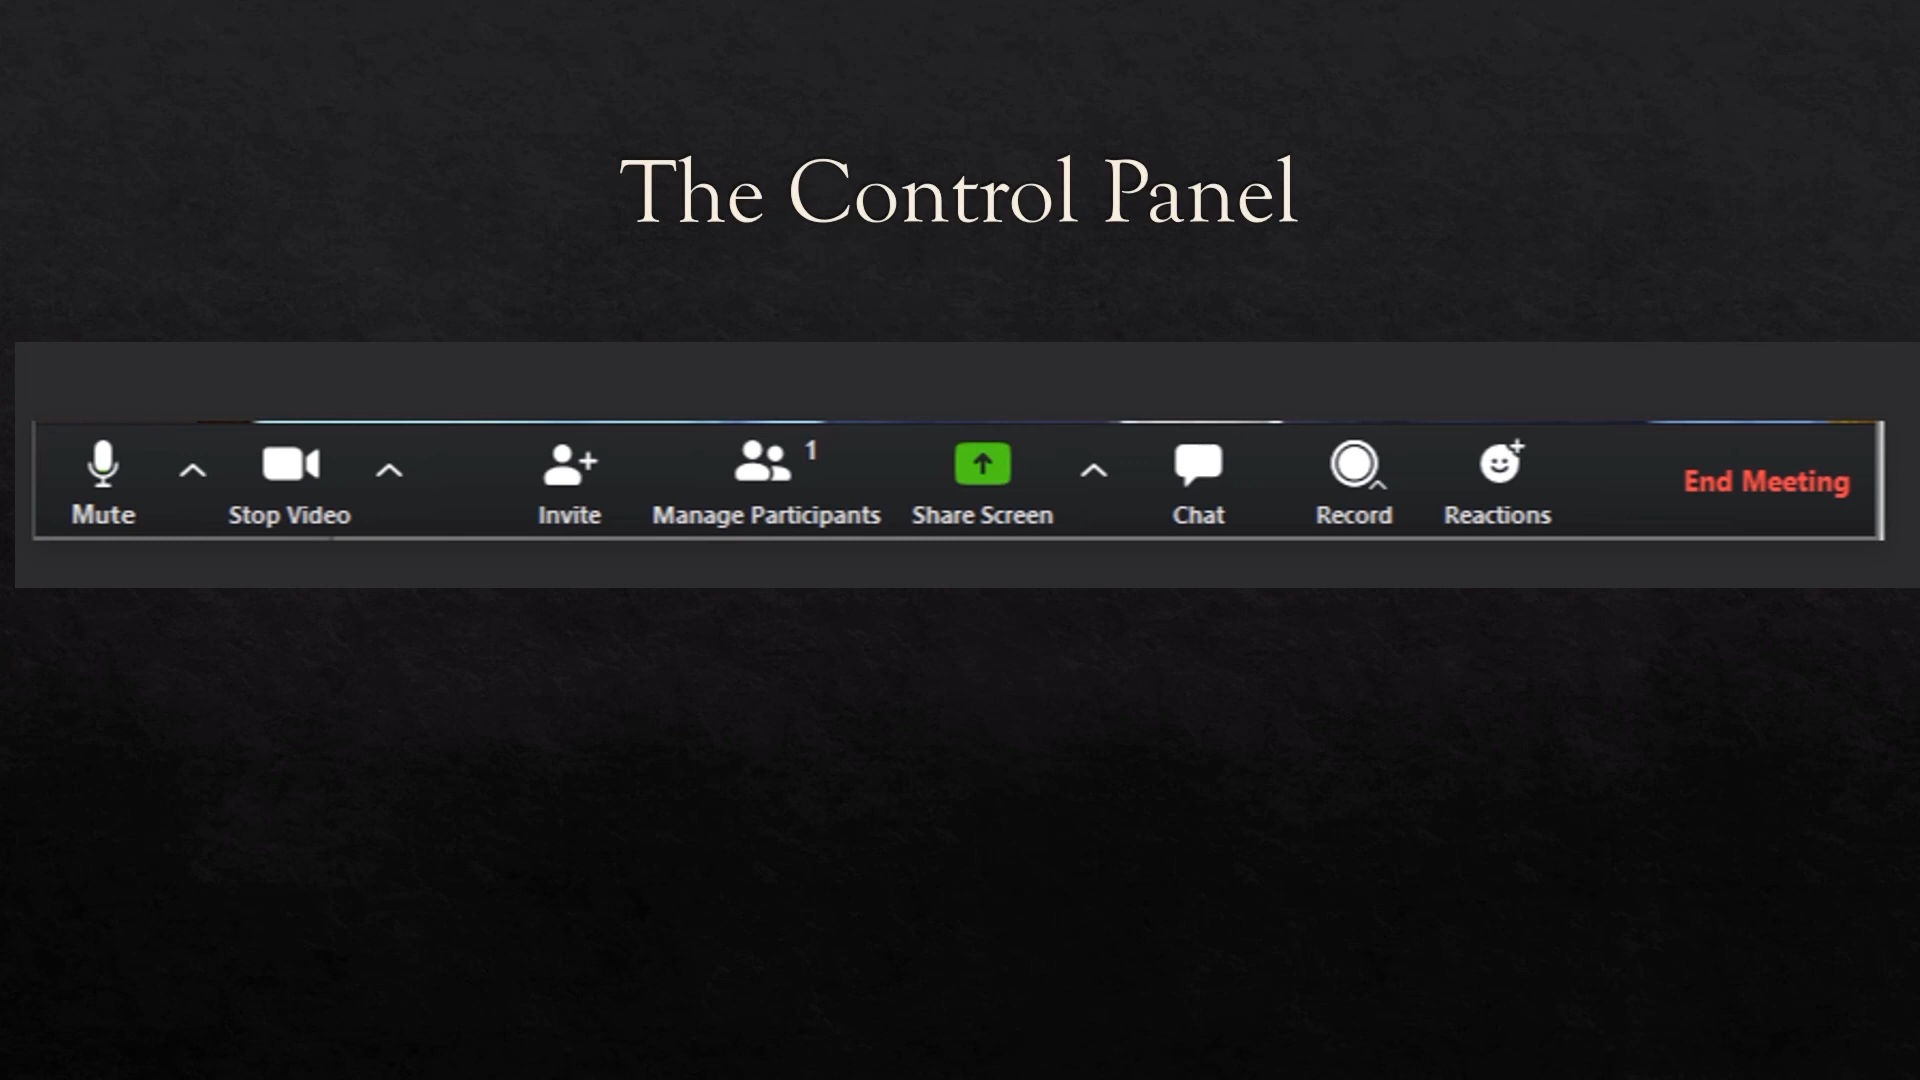 The Control Panel
1
Mute Stop Video Invite Manage Participants Share Screen Chat Record Reactions End Meeting